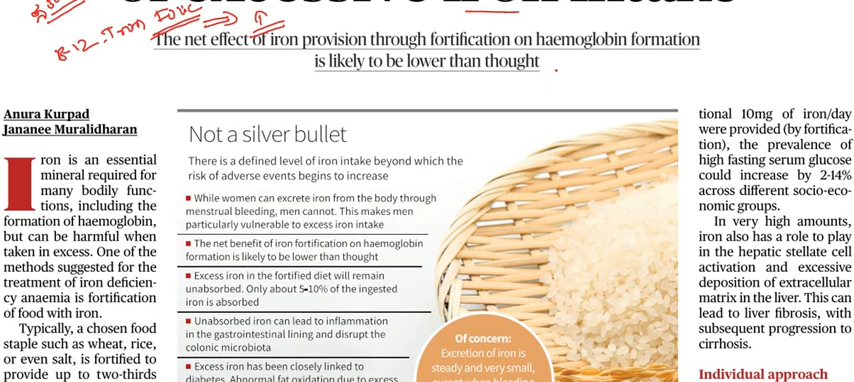 B-12. Iron
The net effect of iron provision through fortification on haemoglobin formation
is likely to be lower than thought
Anura Kurpad
Jananee Muralidharan
Iron is an essential
mineral required for
many bodily func-
tions, including the
formation of haemoglobin,
but can be harmful when
taken in excess. One of the
methods suggested for the
treatment of iron deficien-
cy anaemia is fortification
of food with iron.
Typically, a chosen food
staple such as wheat, rice,
or even salt, is fortified to
provide up to two-thirds
Not a silver bullet
There is a defined level of iron intake beyond which the
risk of adverse events begins to increase
■ While women can excrete iron from the body through
menstrual bleeding, men cannot. This makes men
particularly vulnerable to excess iron intake
■ The net benefit of iron fortification on haemoglobin
formation is likely to be lower than thought
■ Excess iron in the fortified diet will remain
unabsorbed. Only about 5-10% of the ingested
iron is absorbed
■ Unabsorbed iron can lead to inflammation
in the gastrointestinal lining and disrupt the
colonic microbiota
■ Excess iron has been closely linked to
diabetes. Abnormal fat oxidation due to excess
Of concern:
Excretion of iron is
steady and very small,
except when bleeding
tional 10mg of iron/day
were provided (by fortifica-
tion), the prevalence of
high fasting serum glucose
could increase by 2-14%
across different socio-eco-
nomic groups.
In very high amounts,
iron also has a role to play
in the hepatic stellate cell
activation and excessive
deposition of extracellular
matrix in the liver. This can
lead to liver fibrosis, with
subsequent progression to
cirrhosis.
Individual approach